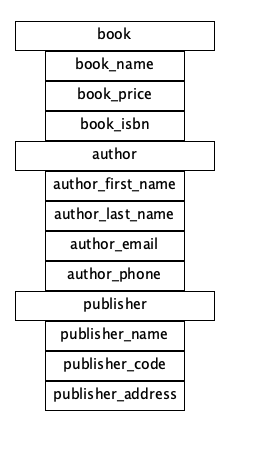 book
book_name
book_price
book_isbn
author
author_first_name
author_last_name
author_email
author_phone
publisher
publisher_name
publisher_code
publisher_address